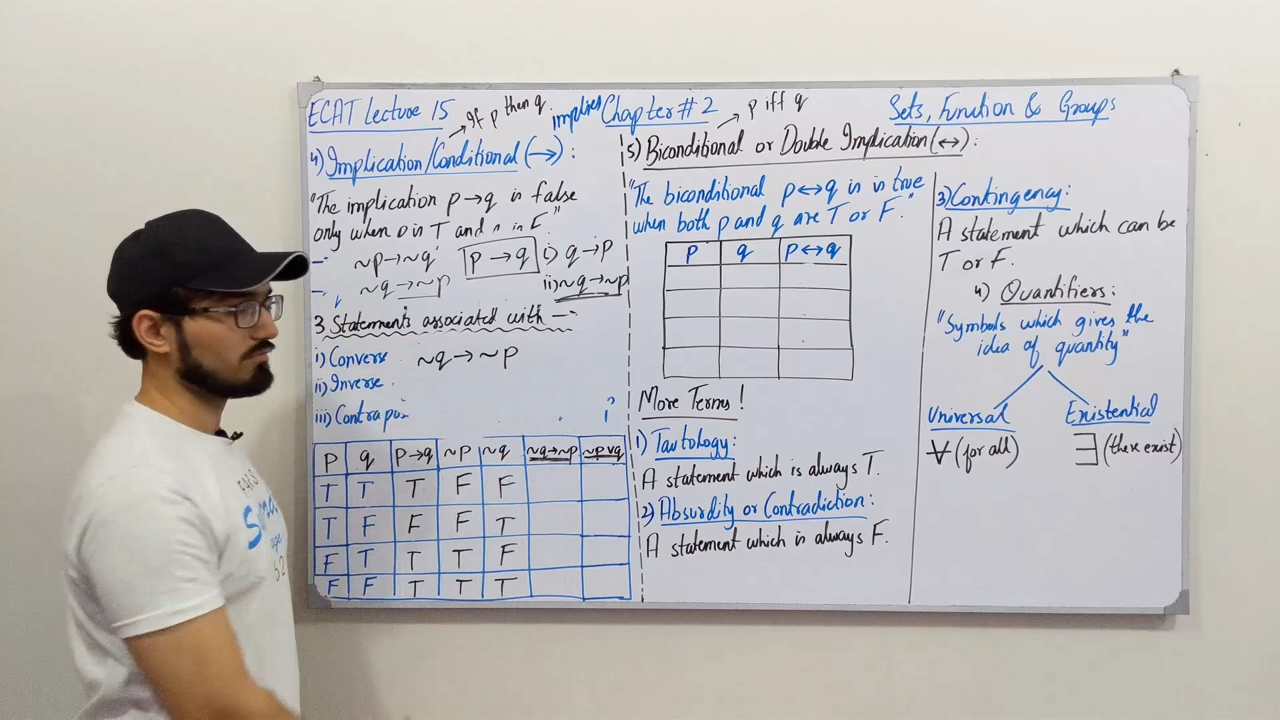 ECAT Lecture 15
If p then q
implies
Chapter # 2
p iff q
Sets, Function & Groups
4) Implication/Conditional (→) :
"The implication p→q is false
only when p is T and q is F."
~p→~q
p→q
i) q→p
~q→~p
ii) ~q→~p
3 Statements associated with —
i) Converse
~q→~p
ii) Inverse
iii) Contrapos
p q p→q ~p ~q ~q→~p ~p∨q
T T T F F
T F F F T
F T T T F
F F T T T
5) Biconditional or Double Implication (↔) :
"The biconditional p↔q is is true
when both p and q are T or F."
p q p↔q
More Terms !
1) Tautology:
A statement which is always T.
2) Absurdity or Contradiction:
A statement which is always F.
3) Contingency:
A statement which can be
T or F.
4) Quantifiers:
"Symbols which gives the
idea of quantity"
Universal
Existential
∀ (for all)
∃ (there exist)